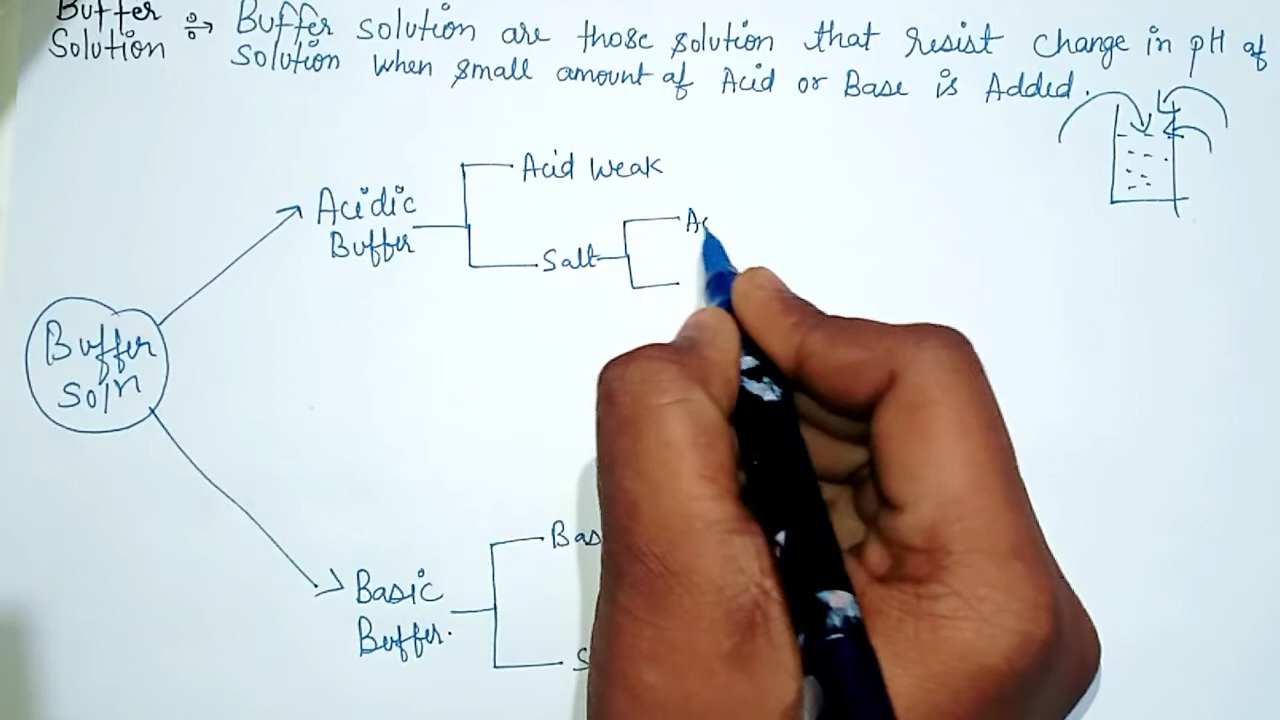 Buffer Solution ÷→ Buffer solution are those solution that resist change in pH of
solution when small amount of Acid or Base is Added.
Acid Weak
Acidic
Buffer
Salt
Buffer
soln
Basic
Buffer.